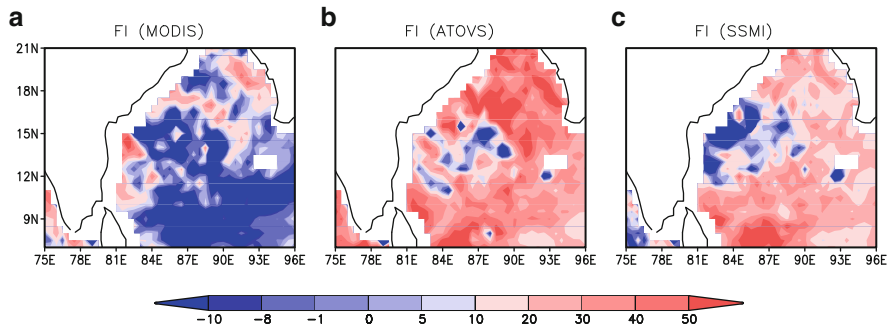 a b c
FI (MODIS) FI (ATOVS) FI (SSMI)
21N
18N
15N
12N
9N
75E 78E 81E 84E 87E 90E 93E 96E 75E 78E 81E 84E 87E 90E 93E 96E 75E 78E 81E 84E 87E 90E 93E 96E
-10 -8 -1 0 5 10 20 30 40 50